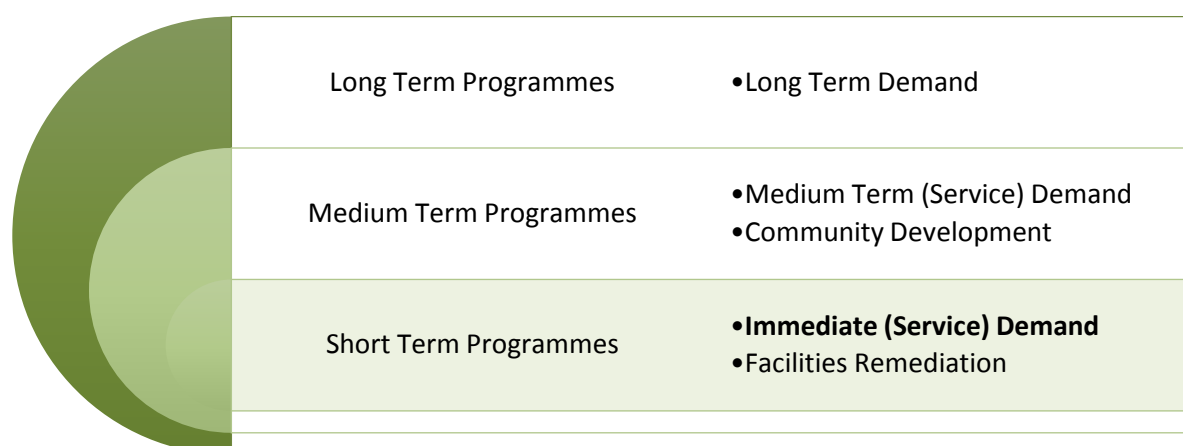 Long Term Programmes
•Long Term Demand
Medium Term Programmes
•Medium Term (Service) Demand
•Community Development
Short Term Programmes
•Immediate (Service) Demand
•Facilities Remediation